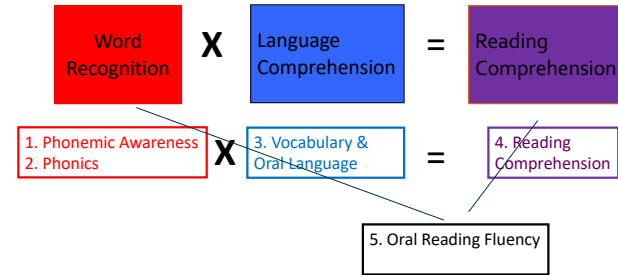 Word
Recognition
X
Language
Comprehension
=
Reading
Comprehension
1. Phonemic Awareness
2. Phonics
X
3. Vocabulary &
Oral Language
=
4. Reading
Comprehension
5. Oral Reading Fluency